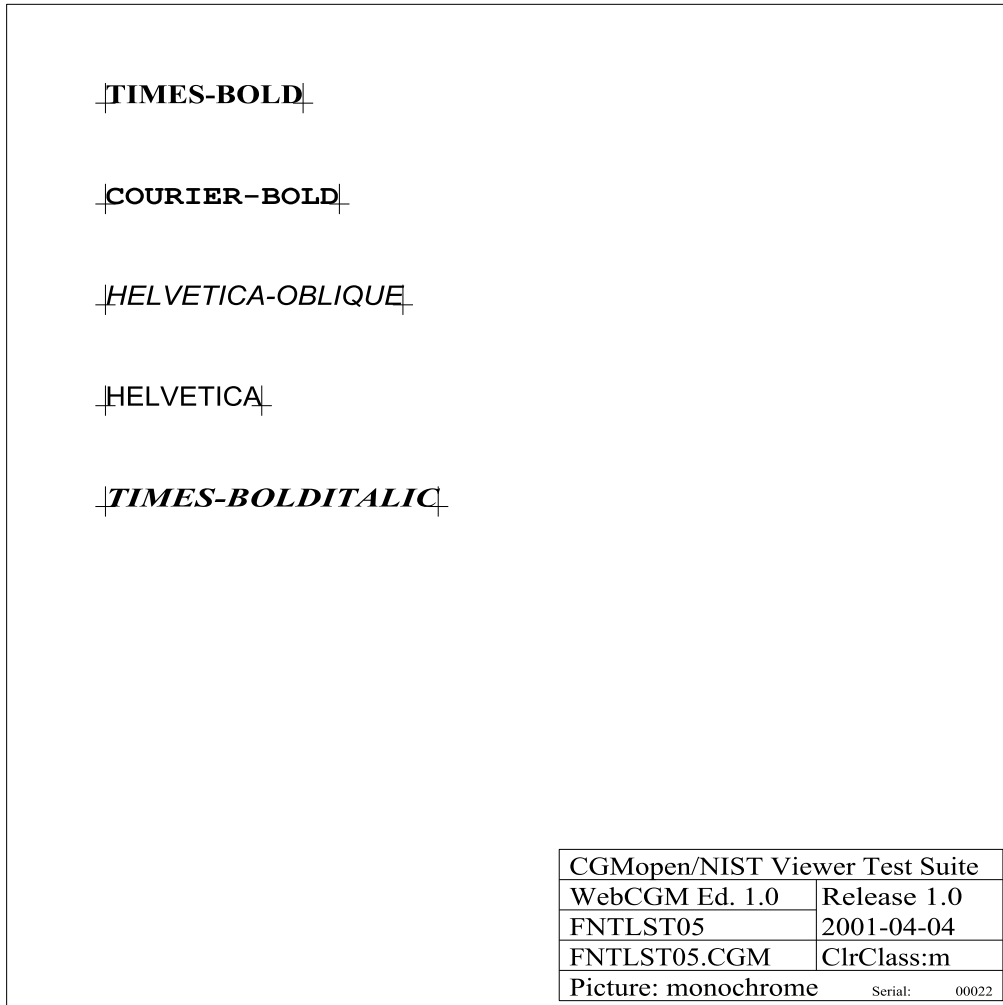 TIMES-BOLD
COURIER-BOLD
HELVETICA-OBLIQUE
HELVETICA
TIMES-BOLDITALIC
CGMopen/NIST Viewer Test Suite
WebCGM Ed. 1.0 Release 1.0
FNTLST05 2001-04-04
FNTLST05.CGM ClrClass:m
Picture: monochrome Serial: 00022